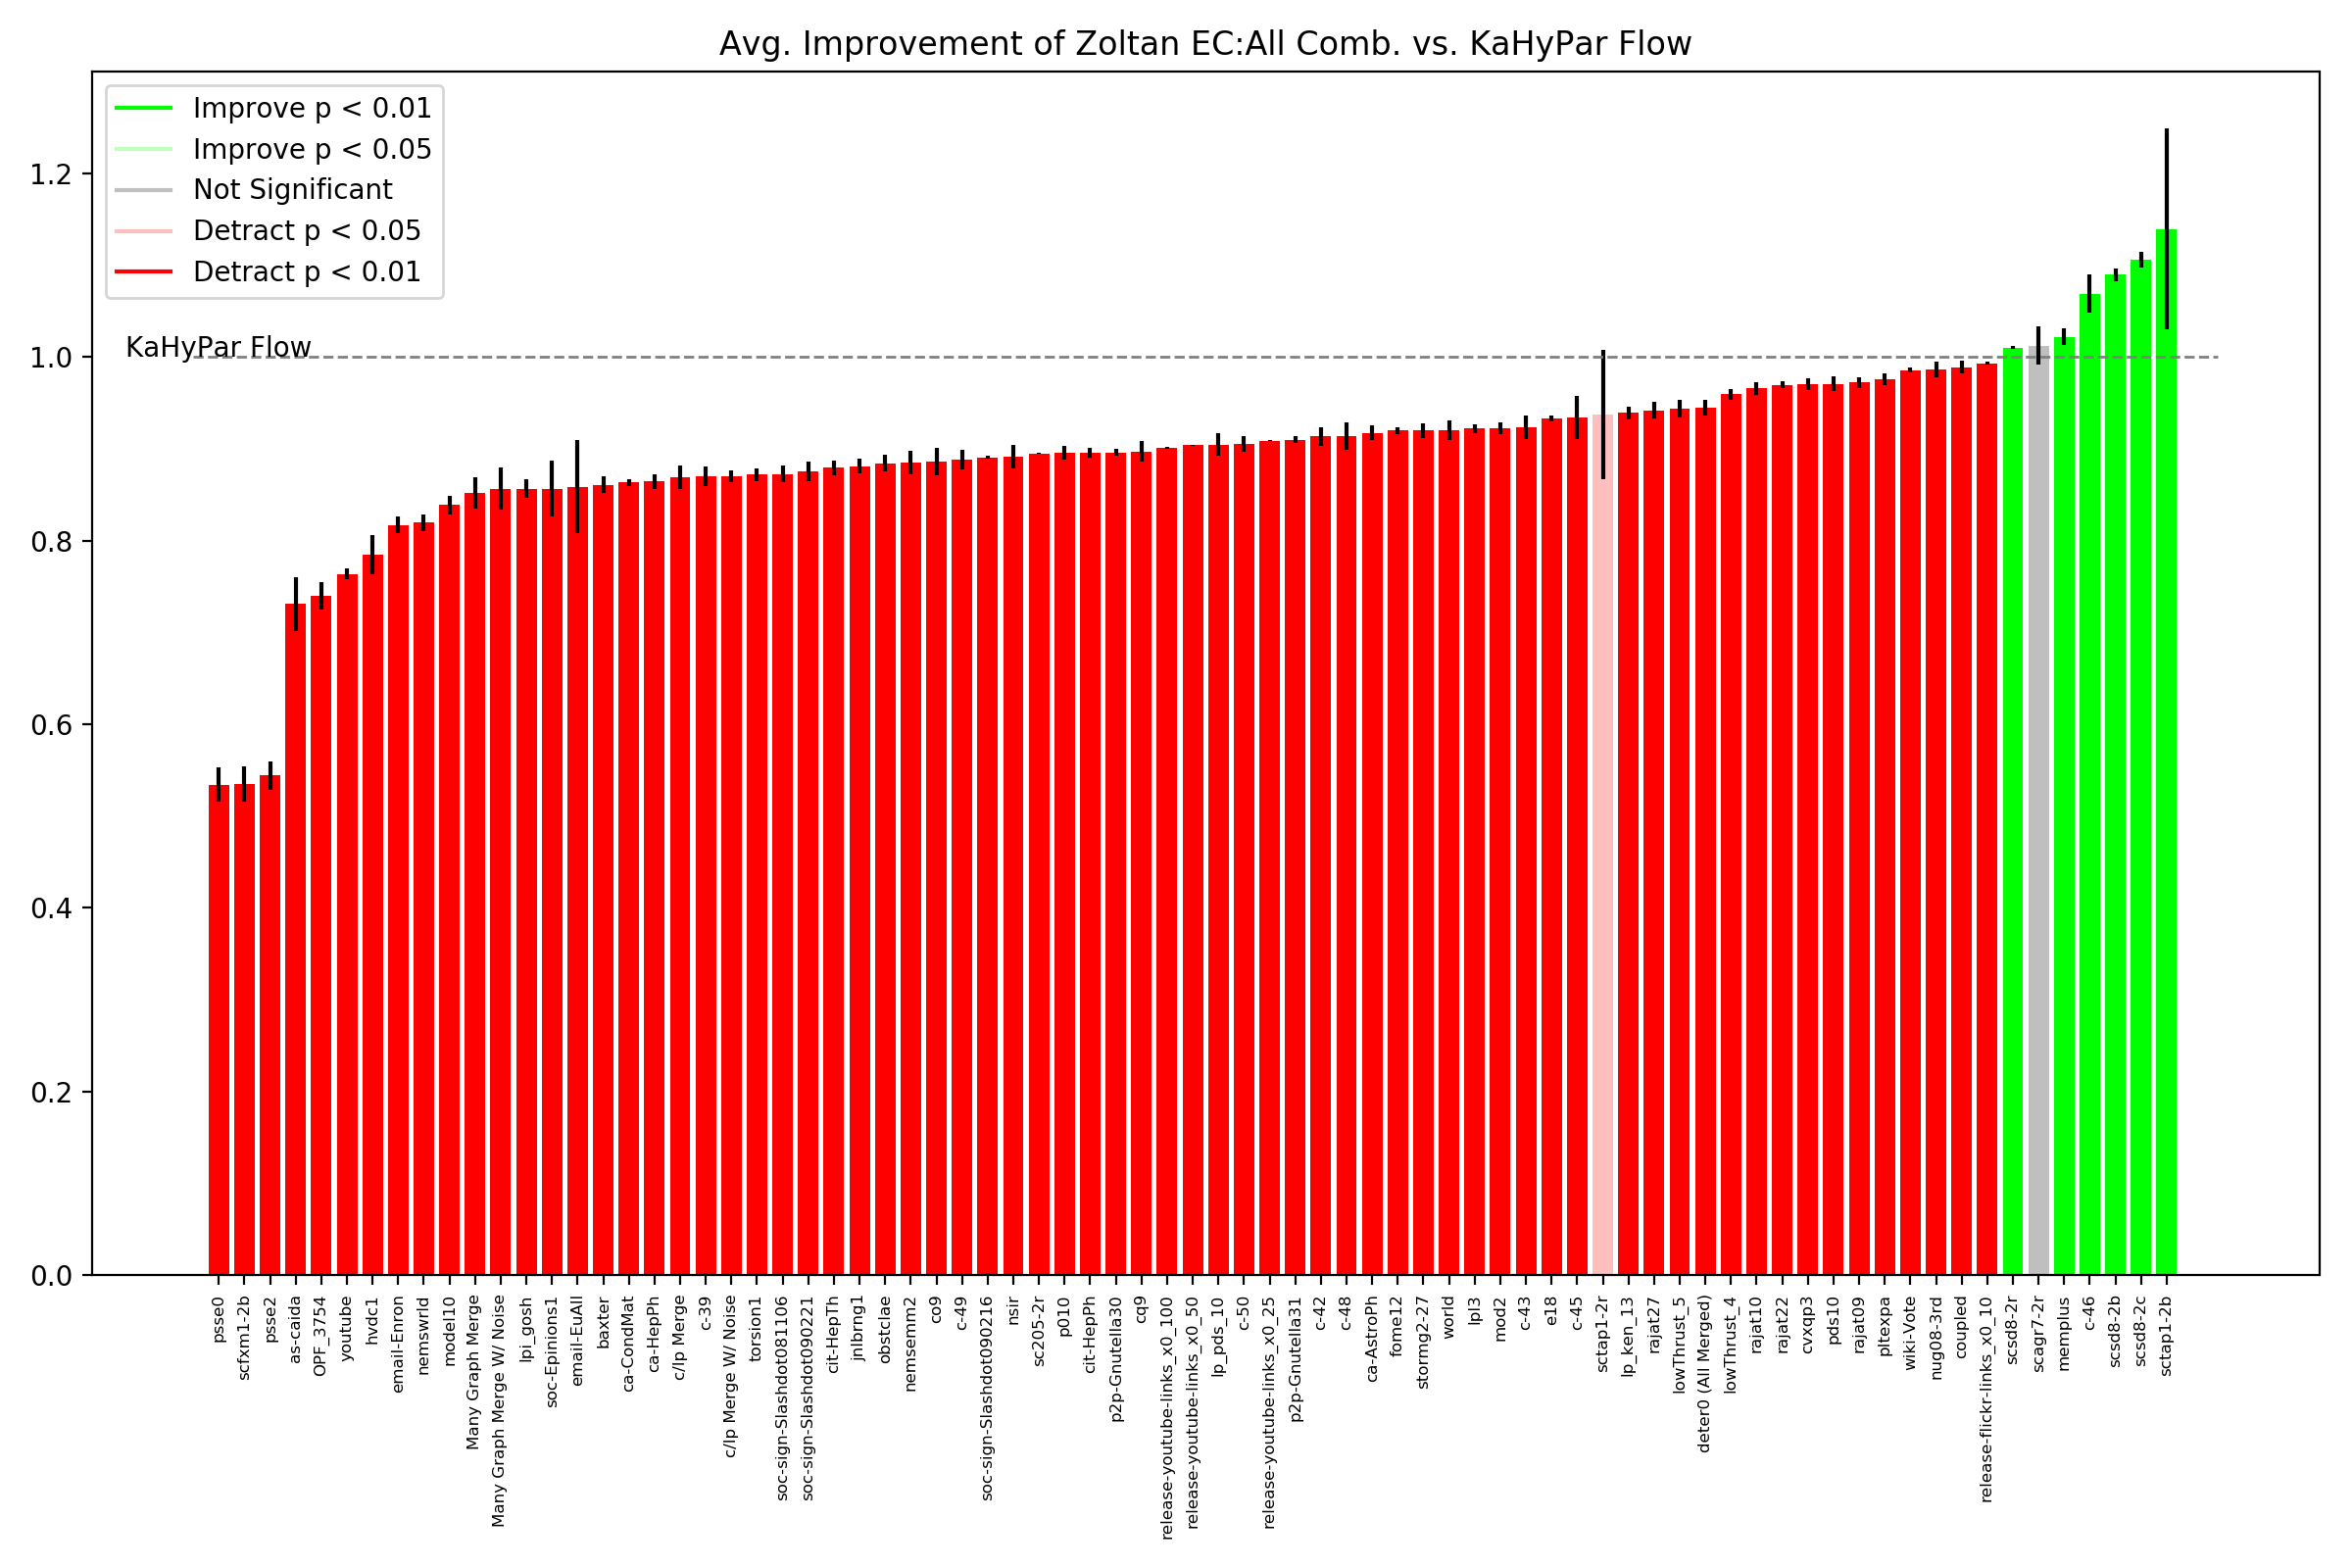 Avg. Improvement of Zoltan EC:All Comb. vs. KaHyPar Flow
Improve p < 0.01
Improve p < 0.05
Not Significant
Detract p < 0.05
Detract p < 0.01
KaHyPar Flow
1.2
1.0
0.8
0.6
0.4
0.2
0.0
psse0
scfxm1-2b
psse2
as-caida
OPF_3754
youtube
hvdc1
email-Enron
nemswrld
model10
Many Graph Merge
Many Graph Merge W/ Noise
lpi_gosh
soc-Epinions1
email-EuAll
baxter
ca-CondMat
ca-HepPh
c/lp Merge
c-39
c/lp Merge W/ Noise
torsion1
soc-sign-Slashdot081106
soc-sign-Slashdot090221
cit-HepTh
jnlbrng1
obstclae
nemsemm2
co9
c-49
soc-sign-Slashdot090216
nsir
sc205-2r
p010
cit-HepPh
p2p-Gnutella30
cq9
release-youtube-links_x0_100
release-youtube-links_x0_50
lp_pds_10
c-50
release-youtube-links_x0_25
p2p-Gnutella31
c-42
c-48
ca-AstroPh
fome12
stormg2-27
world
lpl3
mod2
c-43
e18
c-45
sctap1-2r
lp_ken_13
rajat27
lowThrust_5
deter0 (All Merged)
lowThrust_4
rajat10
rajat22
cvxqp3
pds10
rajat09
pltexpa
wiki-Vote
nug08-3rd
coupled
release-flickr-links_x0_10
scsd8-2r
scagr7-2r
memplus
c-46
scsd8-2b
scsd8-2c
sctap1-2b